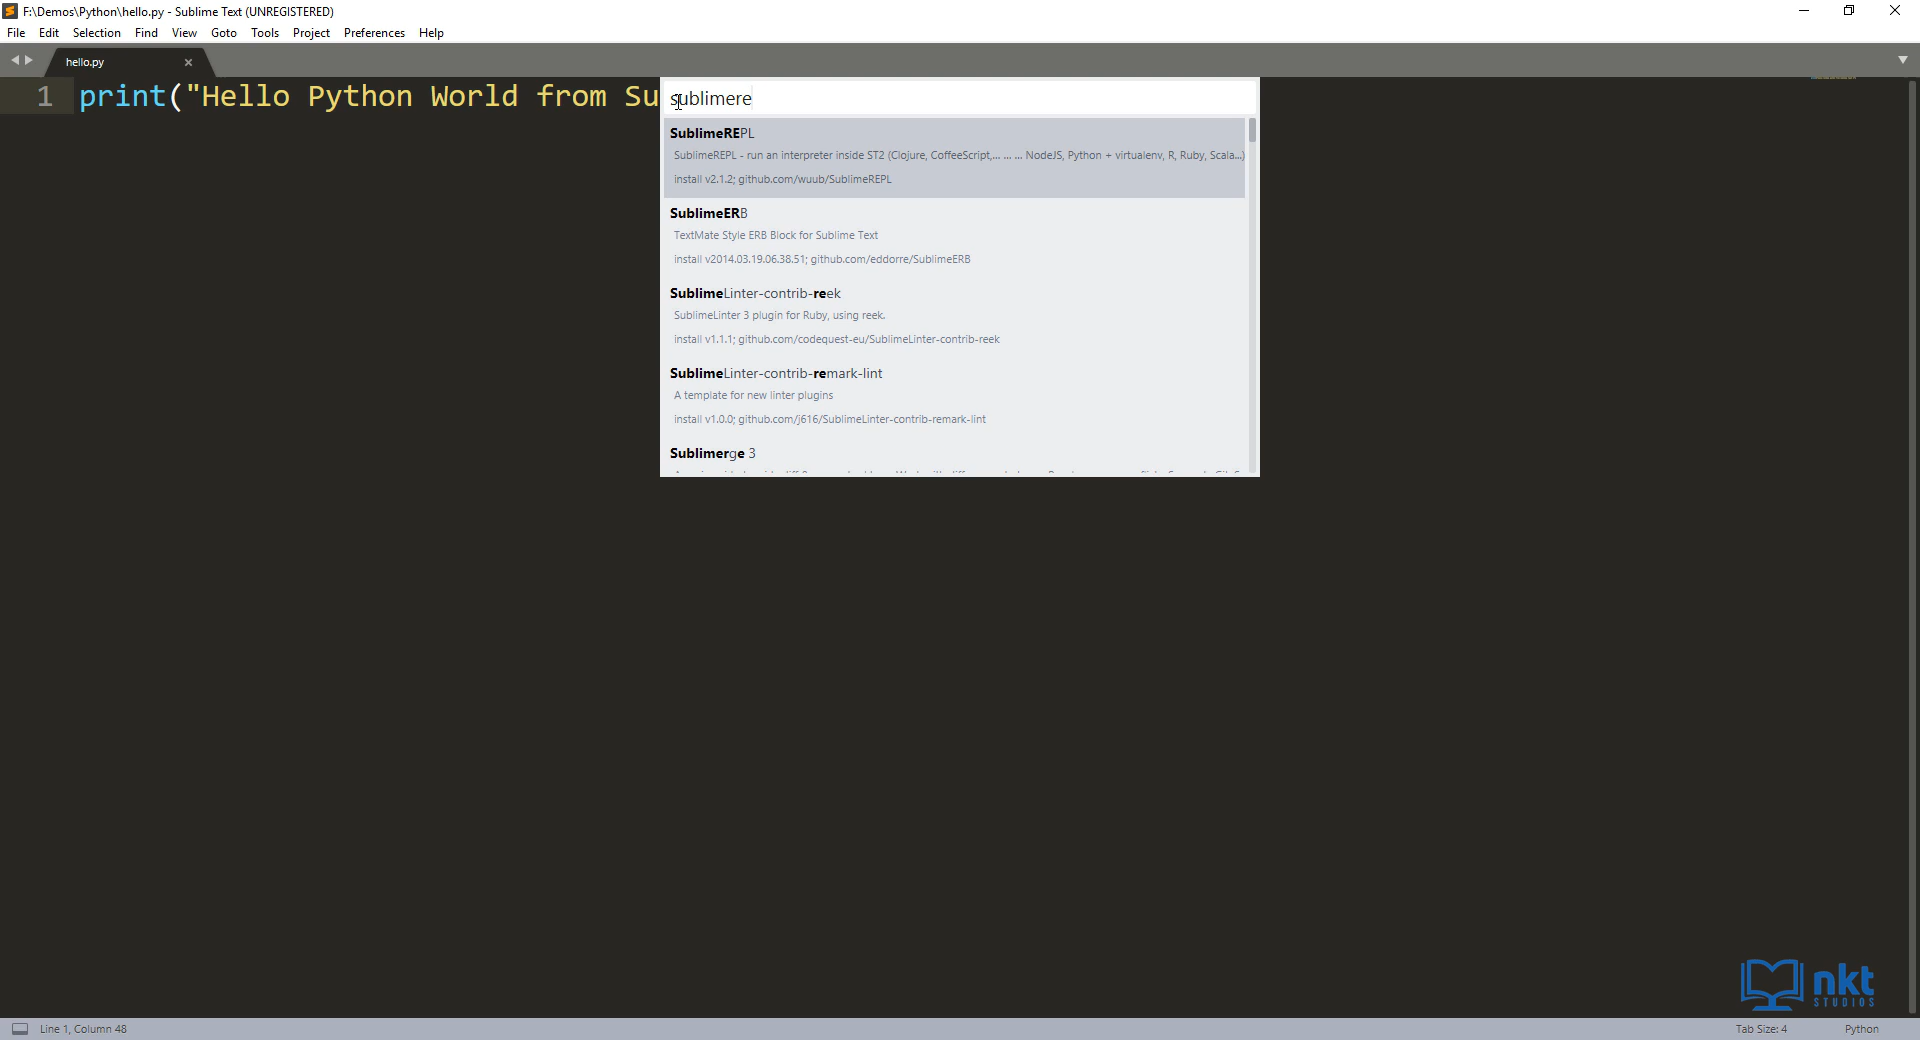 F:\Demos\Python\hello.py - Sublime Text (UNREGISTERED)
File Edit Selection Find View Goto Tools Project Preferences Help
hello.py
1 print("Hello Python World from Su
sublimere
SublimeREPL
SublimeREPL - run an interpreter inside ST2 (Clojure, CoffeeScript,... ... ... NodeJS, Python + virtualenv, R, Ruby, Scala...)
install v2.1.2; github.com/wuub/SublimeREPL
SublimeERB
TextMate Style ERB Block for Sublime Text
install v2014.03.19.06.38.51; github.com/eddorre/SublimeERB
SublimeLinter-contrib-reek
SublimeLinter 3 plugin for Ruby, using reek.
install v1.1.1; github.com/codequest-eu/SublimeLinter-contrib-reek
SublimeLinter-contrib-remark-lint
A template for new linter plugins
install v1.0.0; github.com/j616/SublimeLinter-contrib-remark-lint
Sublimerge 3
nkt
STUDIOS
Line 1, Column 48
Tab Size: 4
Python